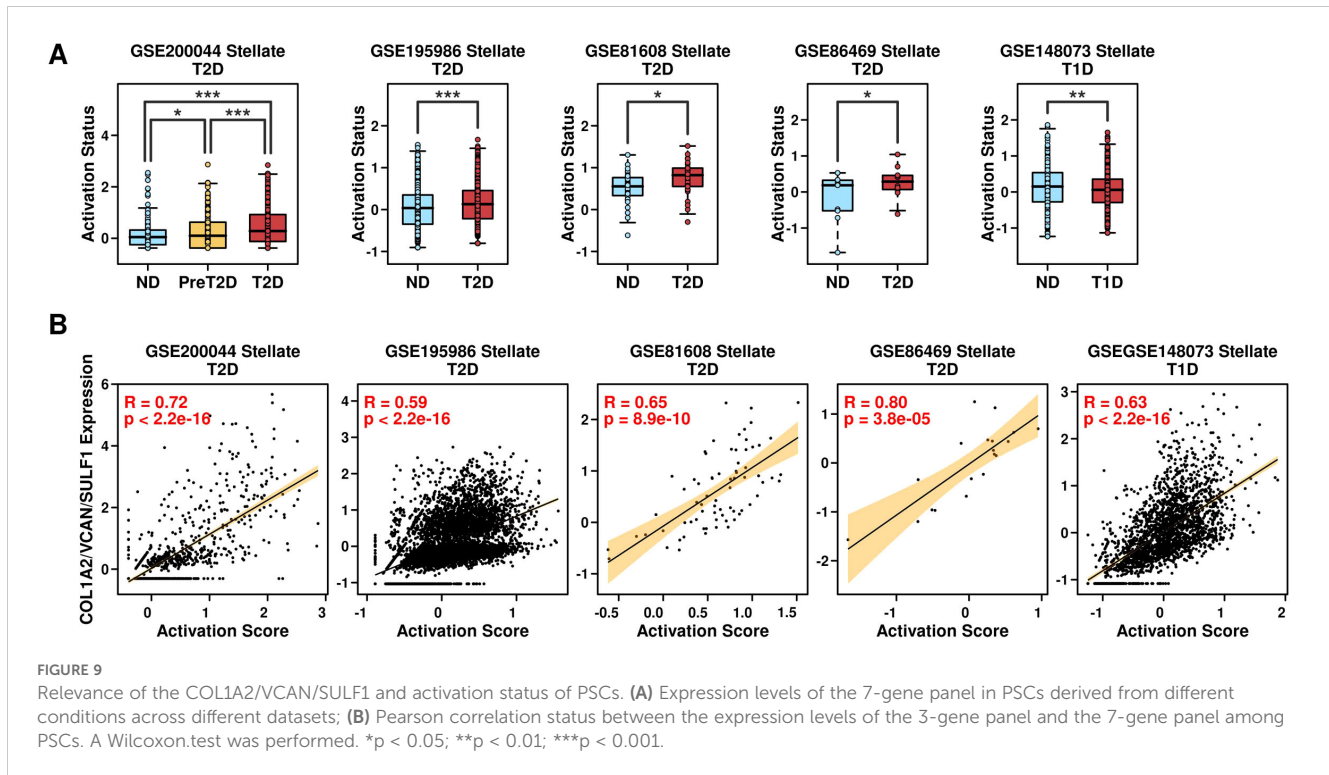 A
GSE200044 Stellate
T2D
Activation Status
4
2
0
***
*
***
ND PreT2D T2D
GSE195986 Stellate
T2D
Activation Status
2
1
0
-1
***
ND T2D
GSE81608 Stellate
T2D
Activation Status
2
1
0
-1
*
ND T2D
GSE86469 Stellate
T2D
Activation Status
1
0
-1
*
ND T2D
GSE148073 Stellate
T1D
Activation Status
2
1
0
-1
**
ND T1D
B
COL1A2/VCAN/SULF1 Expression
GSE200044 Stellate
T2D
R = 0.72
p < 2.2e-16
6
4
2
0
0 1 2 3
Activation Score
GSE195986 Stellate
T2D
R = 0.59
p < 2.2e-16
4
3
2
1
0
-1
-1 0 1
Activation Score
GSE81608 Stellate
T2D
R = 0.65
p = 8.9e-10
2
1
0
-1
-0.5 0.0 0.5 1.0 1.5
Activation Score
GSE86469 Stellate
T2D
R = 0.80
p = 3.8e-05
1
0
-1
-2
-1 0 1
Activation Score
GSEGSE148073 Stellate
T1D
R = 0.63
p < 2.2e-16
3
2
1
0
-1
-1 0 1 2
Activation Score
FIGURE 9
Relevance of the COL1A2/VCAN/SULF1 and activation status of PSCs. (A) Expression levels of the 7-gene panel in PSCs derived from different
conditions across different datasets; (B) Pearson correlation status between the expression levels of the 3-gene panel and the 7-gene panel among
PSCs. A Wilcoxon.test was performed. *p < 0.05; **p < 0.01; ***p < 0.001.